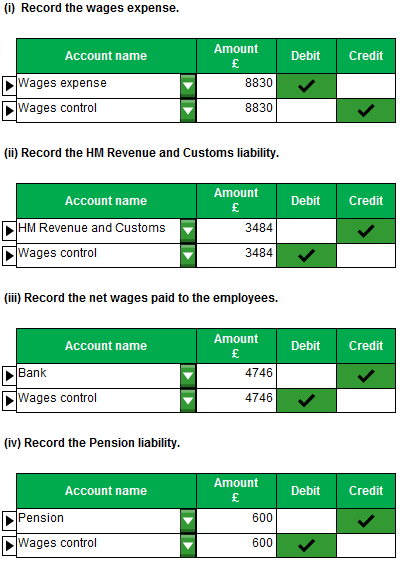 (i) Record the wages expense.
Account name Amount £ Debit Credit
Wages expense 8830
Wages control 8830
(ii) Record the HM Revenue and Customs liability.
Account name Amount £ Debit Credit
HM Revenue and Customs 3484
Wages control 3484
(iii) Record the net wages paid to the employees.
Account name Amount £ Debit Credit
Bank 4746
Wages control 4746
(iv) Record the Pension liability.
Account name Amount £ Debit Credit
Pension 600
Wages control 600